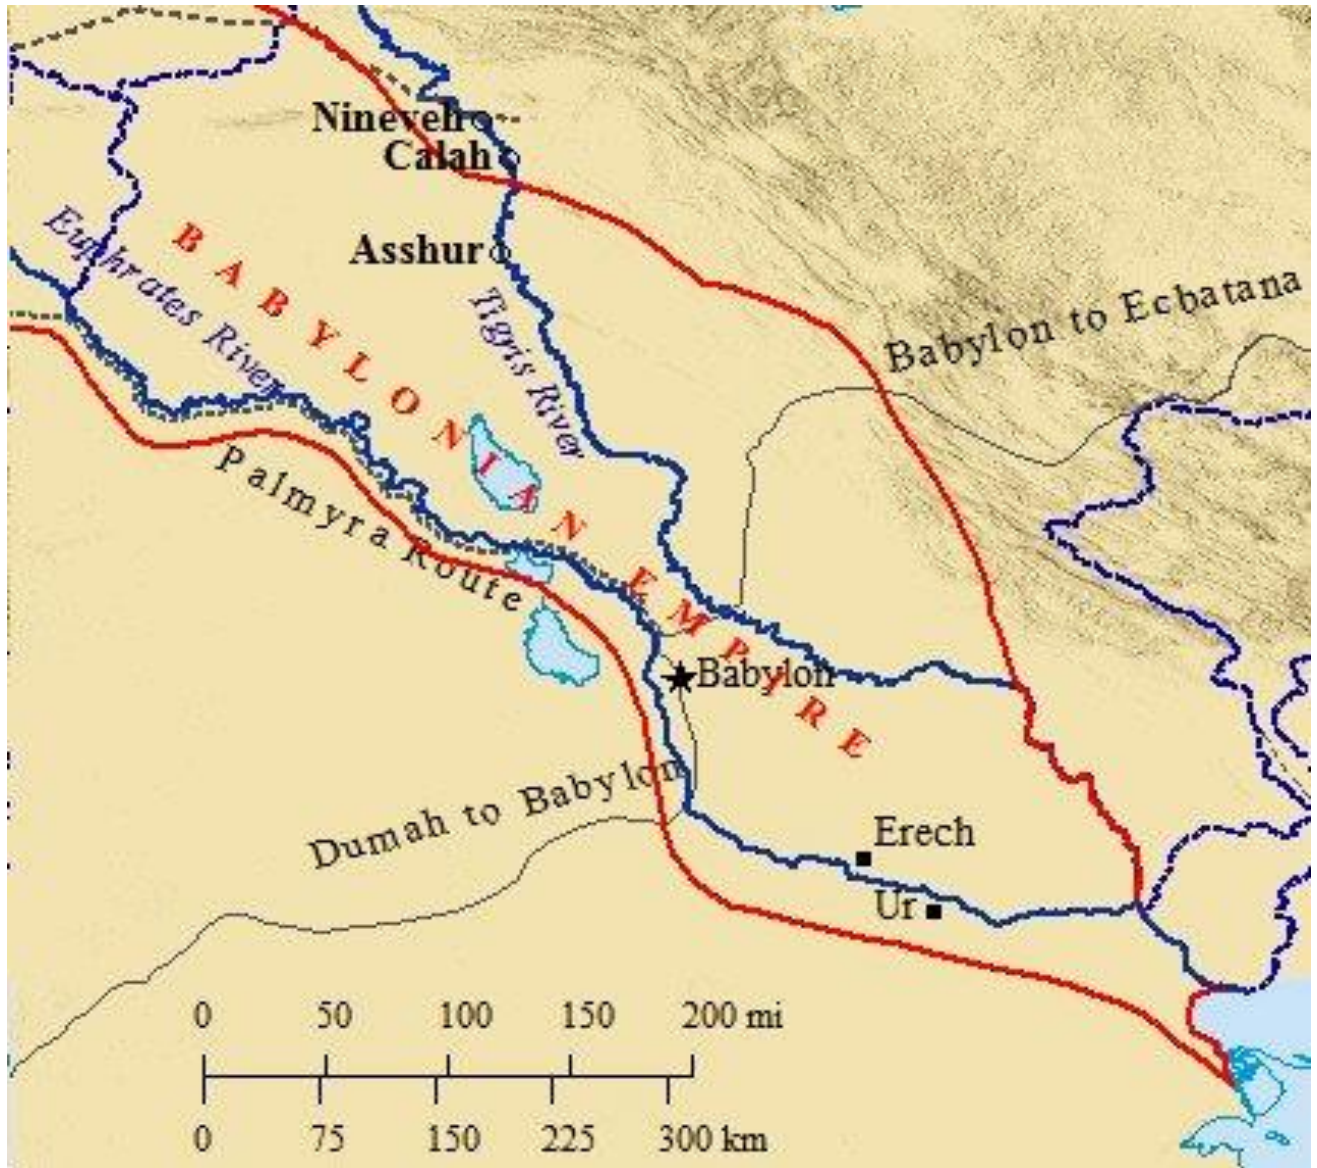 Nineveh
Calah
Asshur
Euphrates River
BABYLONIAN EMPIRE
Tigris River
Babylon to Ecbatana
Palmyra Route
Babylon
Dumah to Babylon
Erech
Ur
0 50 100 150 200 mi
0 75 150 225 300 km